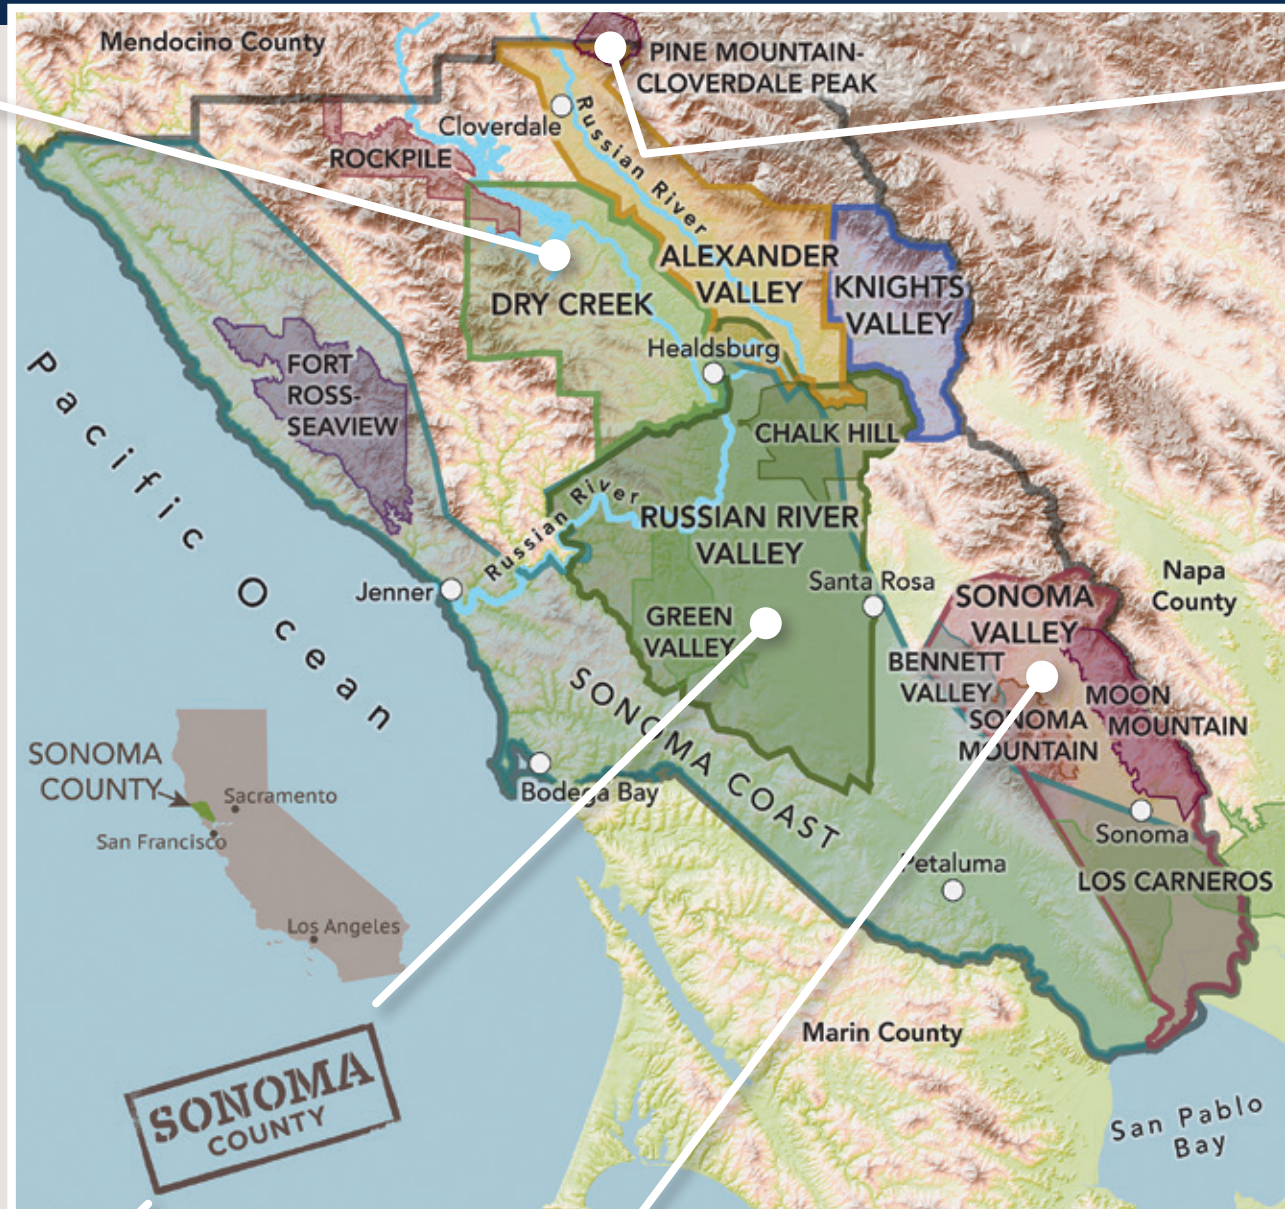 Mendocino County
PINE MOUNTAIN-
CLOVERDALE PEAK
Cloverdale
Russian River
ROCKPILE
ALEXANDER
VALLEY
KNIGHTS
VALLEY
DRY CREEK
Healdsburg
FORT
ROSS-
SEAVIEW
CHALK HILL
Pacific Ocean
Russian River
RUSSIAN RIVER
VALLEY
Jenner
Santa Rosa
Napa
County
SONOMA
VALLEY
GREEN
VALLEY
BENNETT
VALLEY
MOON
MOUNTAIN
SONOMA
MOUNTAIN
SONOMA COAST
SONOMA
COUNTY
Sacramento
San Francisco
Los Angeles
Bodega Bay
Sonoma
Petaluma
LOS CARNEROS
Marin County
SONOMA
COUNTY
San Pablo
Bay